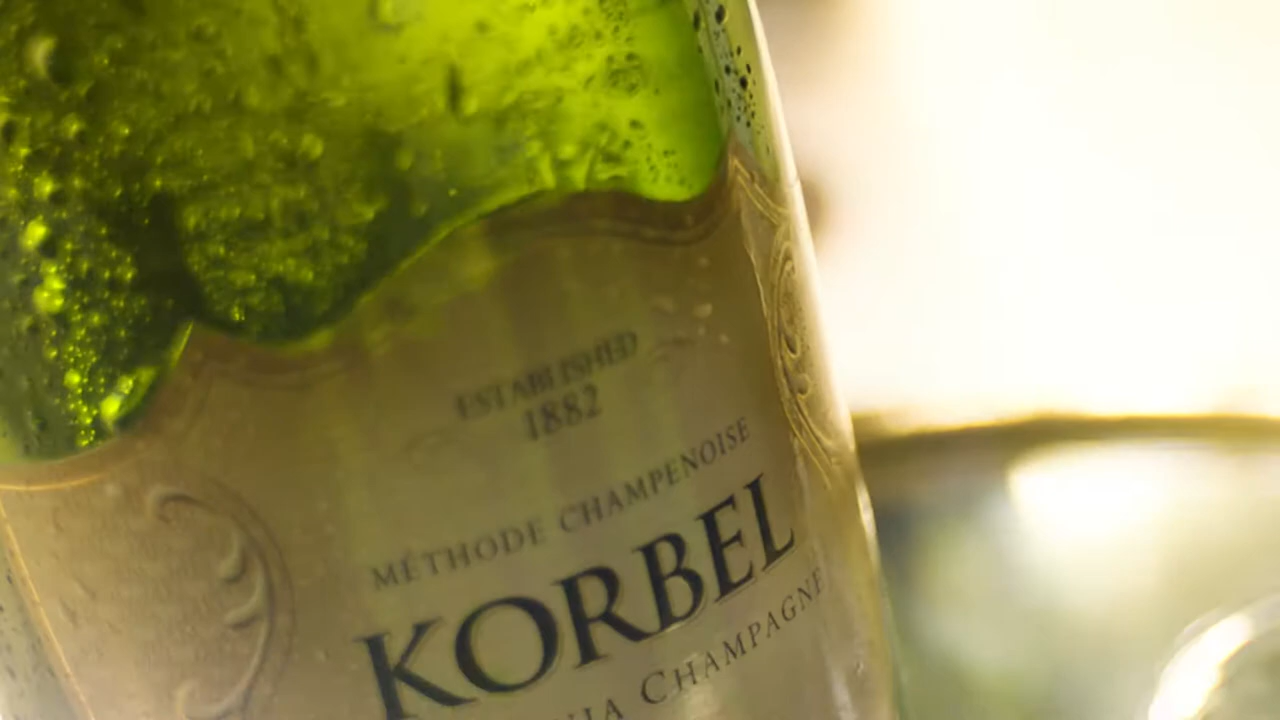 ESTABLISHED
1882
MÉTHODE CHAMPENOISE
KORBEL
CHAMPAGNE